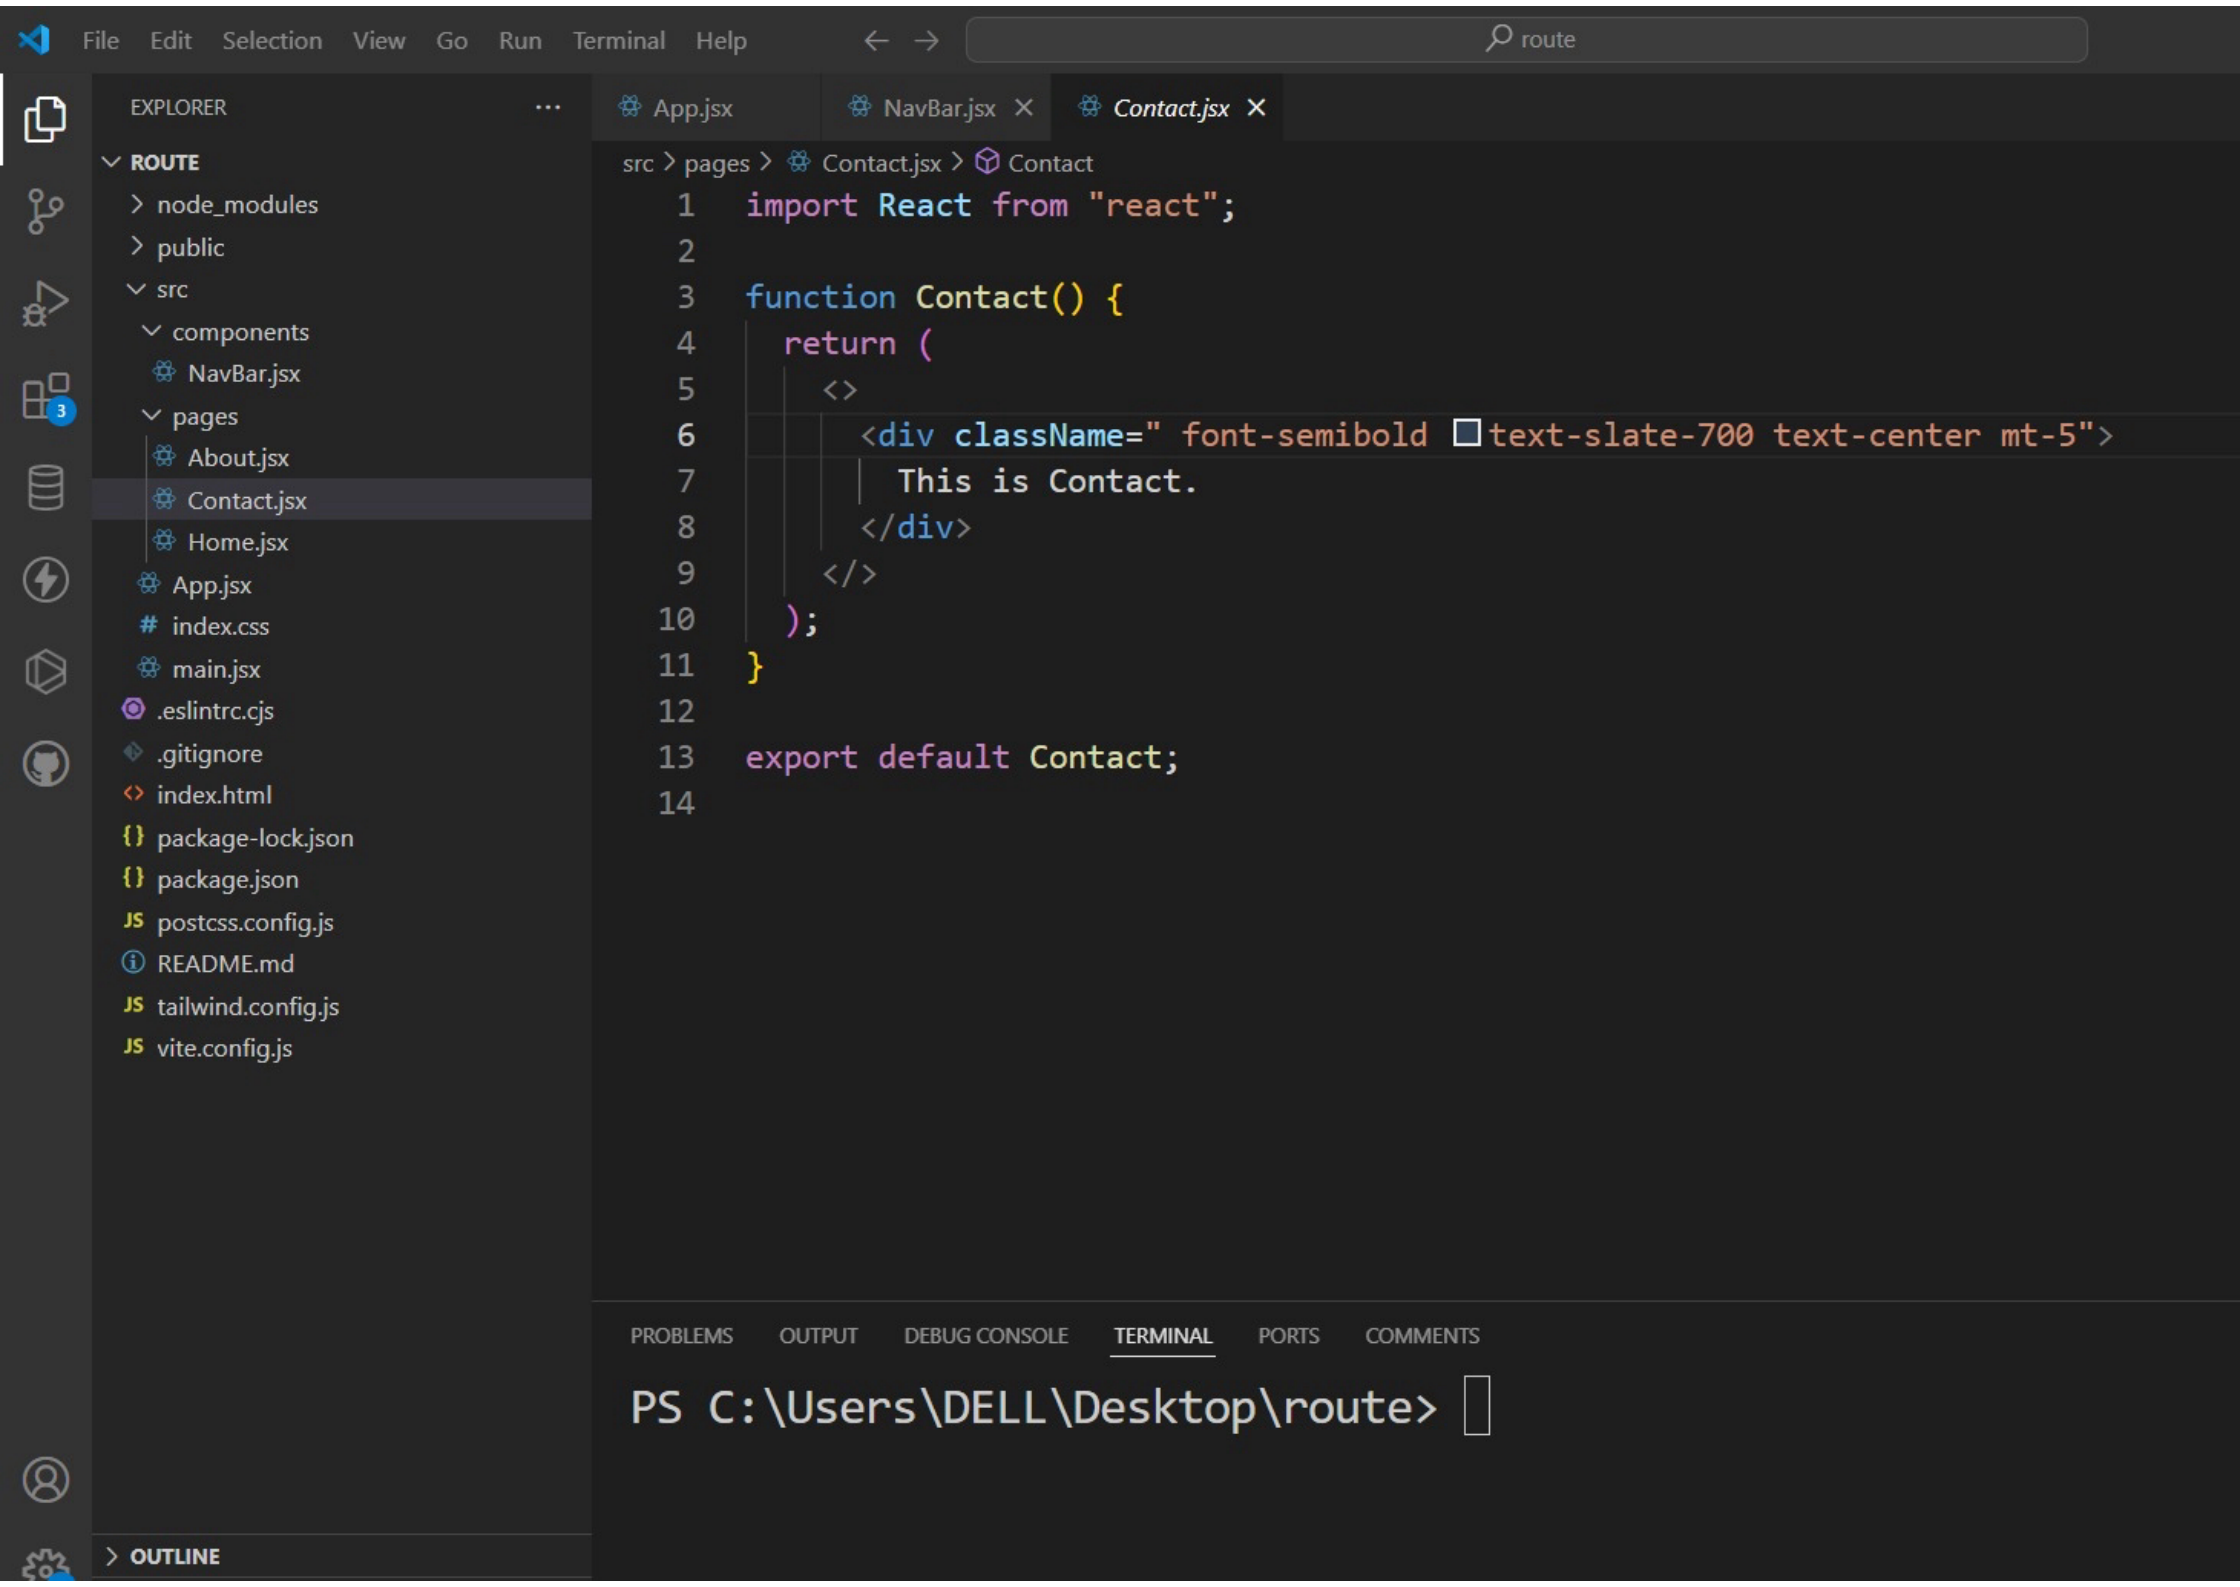 File Edit Selection View Go Run Terminal Help route
EXPLORER
ROUTE
node_modules
public
src
components
NavBar.jsx
pages
About.jsx
Contact.jsx
Home.jsx
App.jsx
index.css
main.jsx
.eslintrc.cjs
.gitignore
index.html
package-lock.json
package.json
postcss.config.js
README.md
tailwind.config.js
vite.config.js
OUTLINE
3
App.jsx NavBar.jsx Contact.jsx
src > pages > Contact.jsx > Contact
1 import React from "react";
2
3 function Contact() {
4 return (
5 <>
6 <div className=" font-semibold text-slate-700 text-center mt-5">
7 This is Contact.
8 </div>
9 </>
10 );
11 }
12
13 export default Contact;
14
PROBLEMS OUTPUT DEBUG CONSOLE TERMINAL PORTS COMMENTS
PS C:\Users\DELL\Desktop\route>